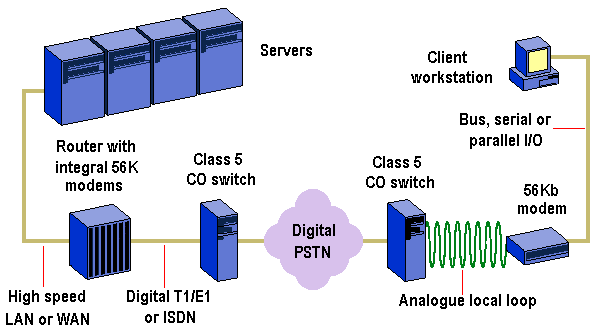 Servers
Client
workstation
Bus, serial or
parallel I/O
Router with
integral 56K
modems
Class 5
CO switch
Class 5
CO switch
56Kb
modem
Digital
PSTN
High speed
LAN or WAN
Digital T1/E1
or ISDN
Analogue local loop